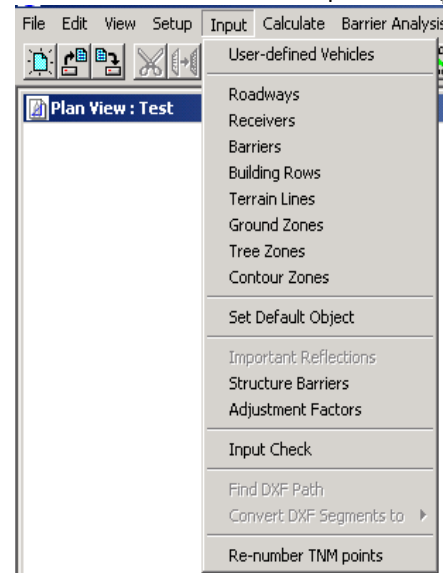 File Edit View Setup Input Calculate Barrier Analysis
Plan View : Test
User-defined Vehicles
Roadways
Receivers
Barriers
Building Rows
Terrain Lines
Ground Zones
Tree Zones
Contour Zones
Set Default Object
Important Reflections
Structure Barriers
Adjustment Factors
Input Check
Find DXF Path
Convert DXF Segments to
Re-number TNM points